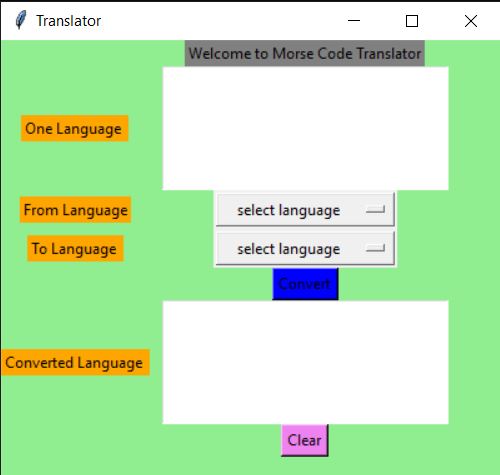 Translator
Welcome to Morse Code Translator
One Language
From Language
select language
To Language
select language
Convert
Converted Language
Clear